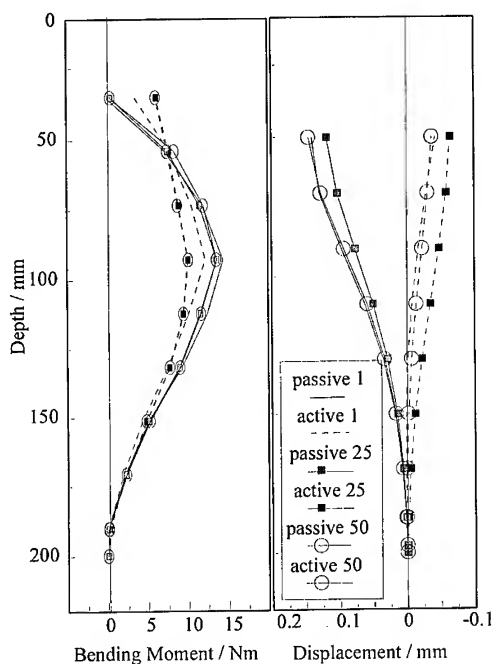 0
50
100
150
200
Depth / mm
0
5
10
15
Bending Moment / Nm
passive 1
active 1
passive 25
active 25
passive 50
active 50
0.2
0.1
0
-0.1
Displacement / mm